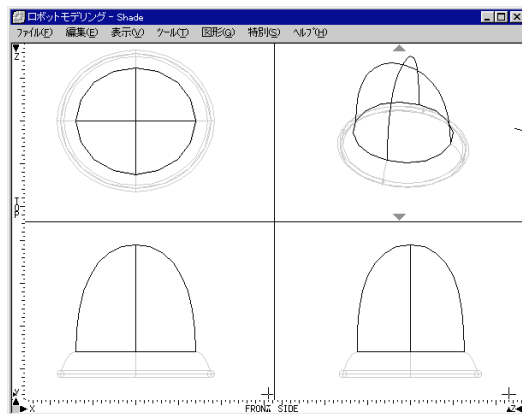 ロボットモデリング - Shade
ファイル(F) 編集(E) 表示(V) ツール(T) 図形(G) 特別(S) ヘルプ(H)
Z
TOP
Y
X FRONT SIDE Z